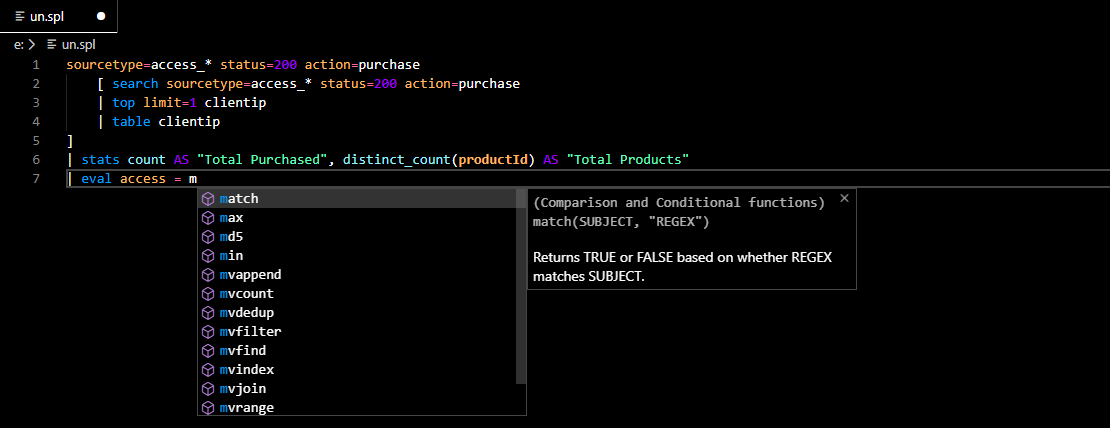 un.spl
e: un.spl
1 sourcetype=access_* status=200 action=purchase
2 [ search sourcetype=access_* status=200 action=purchase
3 | top limit=1 clientip
4 | table clientip
5 ]
6 | stats count AS "Total Purchased", distinct_count(productId) AS "Total Products"
7 | eval access = m
match
max
md5
min
mvappend
mvcount
mvdedup
mvfilter
mvfind
mvindex
mvjoin
mvrange
(Comparison and Conditional functions)
match(SUBJECT, "REGEX")
Returns TRUE or FALSE based on whether REGEX
matches SUBJECT.